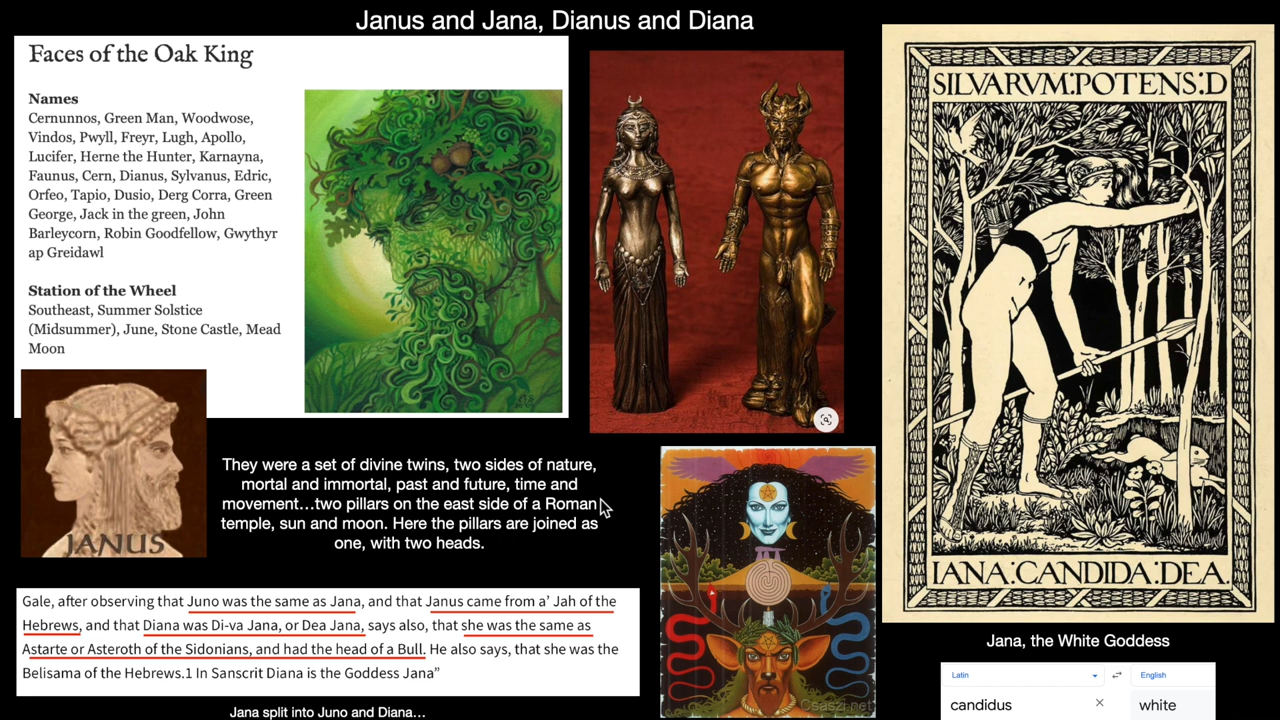 Janus and Jana, Dianus and Diana
Faces of the Oak King
Names
Cernunnos, Green Man, Woodwose,
Vindos, Pwyll, Freyr, Lugh, Apollo,
Lucifer, Herne the Hunter, Karnayna,
Faunus, Cern, Dianus, Sylvanus, Edric,
Orfeo, Tapio, Dusio, Derg Corra, Green
George, Jack in the green, John
Barleycorn, Robin Goodfellow, Gwythyr
ap Greidawl
Station of the Wheel
Southeast, Summer Solstice
(Midsummer), June, Stone Castle, Mead
Moon
JANUS
They were a set of divine twins, two sides of nature,
mortal and immortal, past and future, time and
movement…two pillars on the east side of a Roman
temple, sun and moon. Here the pillars are joined as
one, with two heads.
Gale, after observing that Juno was the same as Jana, and that Janus came from a' Jah of the
Hebrews, and that Diana was Di-va Jana, or Dea Jana, says also, that she was the same as
Astarte or Asteroth of the Sidonians, and had the head of a Bull. He also says, that she was the
Belisama of the Hebrews.1 In Sanscrit Diana is the Goddess Jana”
Jana split into Juno and Diana…
Csaszi.net
SILVARVM:POTENS:D
IANA:CANDIDA:DEA.
Jana, the White Goddess
Latin
English
candidus
white